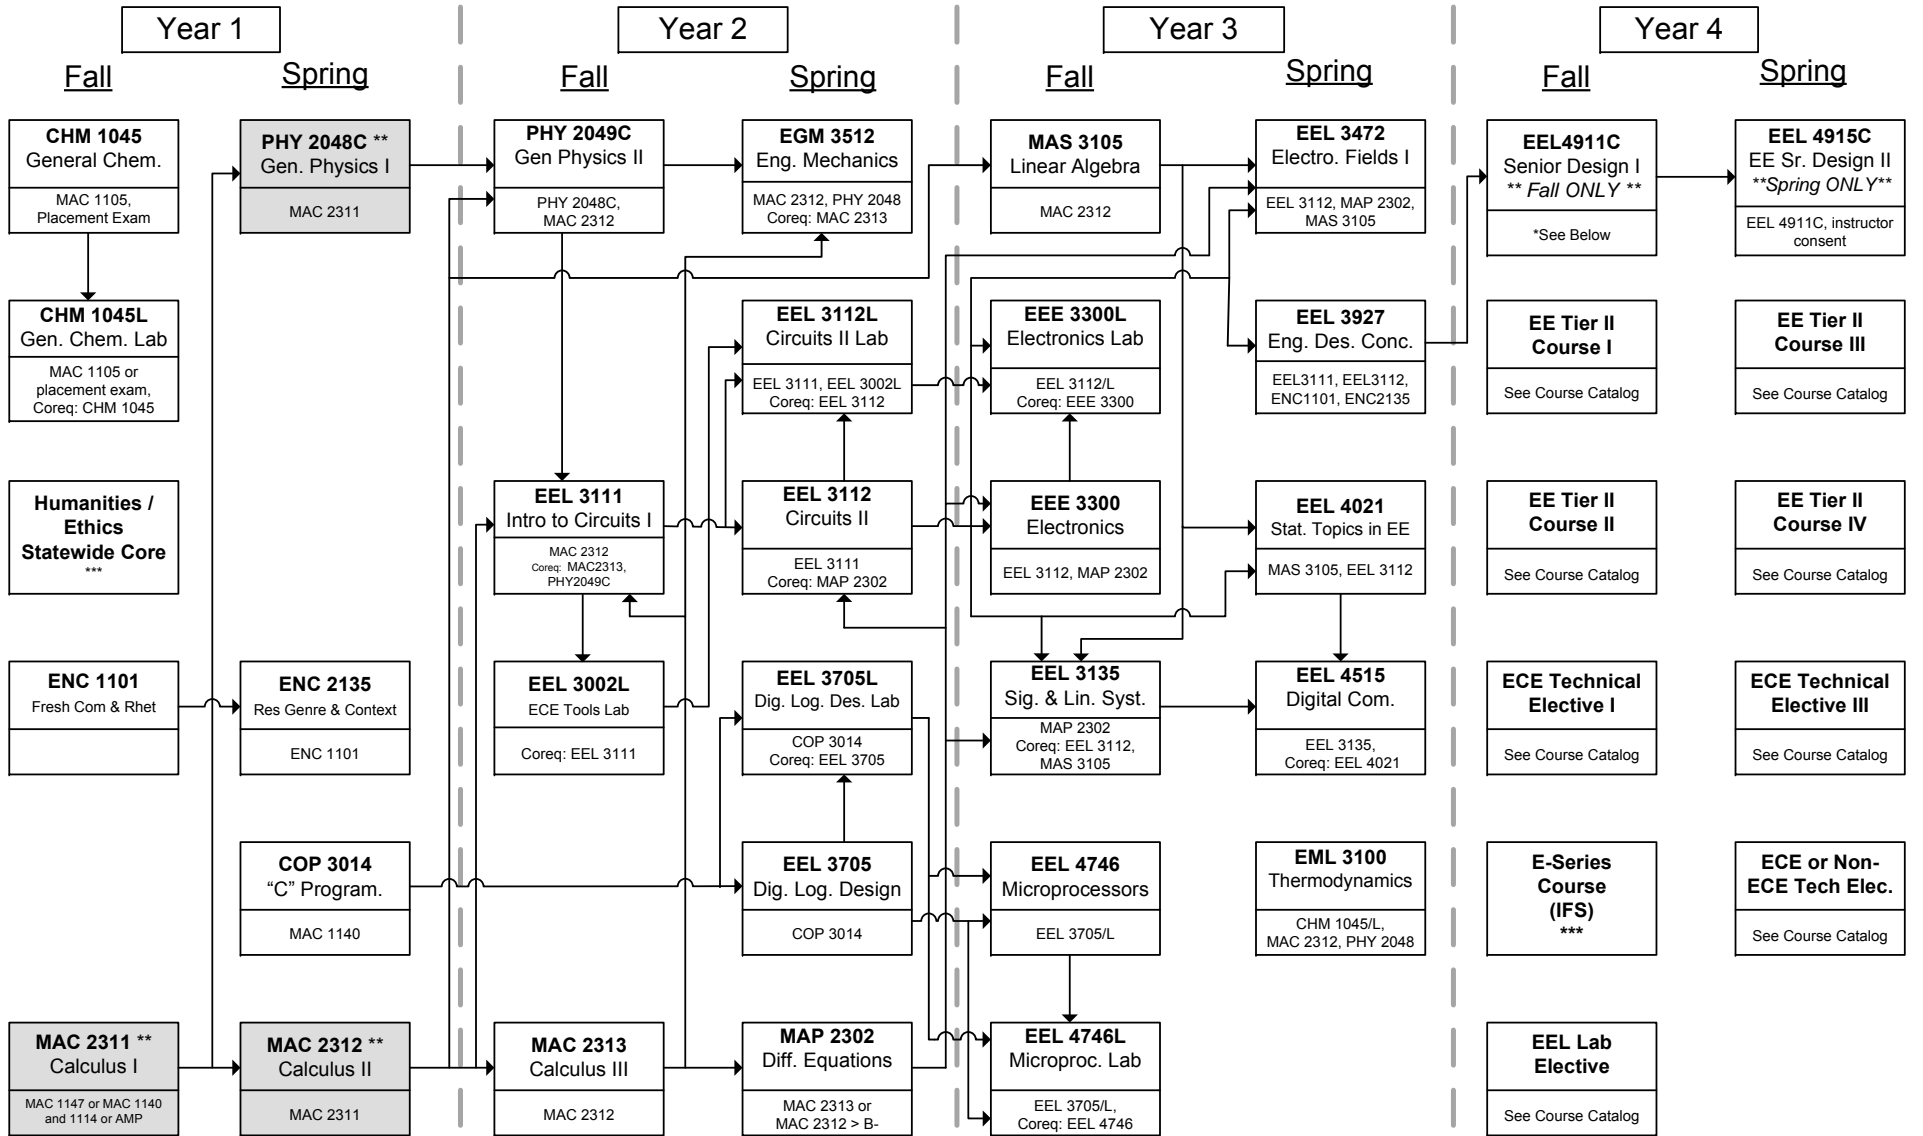 Year 1
Year 2
Year 3
Year 4
Fall
Spring
Fall
Spring
Fall
Spring
Fall
Spring
CHM 1045
General Chem.
MAC 1105,
Placement Exam
PHY 2048C **
Gen. Physics I
MAC 2311
PHY 2049C
Gen Physics II
PHY 2048C,
MAC 2312
EGM 3512
Eng. Mechanics
MAC 2312, PHY 2048
Coreq: MAC 2313
MAS 3105
Linear Algebra
MAC 2312
EEL 3472
Electro. Fields I
EEL 3112, MAP 2302,
MAS 3105
EEL4911C
Senior Design I
** Fall ONLY **
*See Below
EEL 4915C
EE Sr. Design II
**Spring ONLY**
EEL 4911C, instructor
consent
CHM 1045L
Gen. Chem. Lab
MAC 1105 or
placement exam,
Coreq: CHM 1045
EEL 3112L
Circuits II Lab
EEL 3111, EEL 3002L
Coreq: EEL 3112
EEE 3300L
Electronics Lab
EEL 3112/L
Coreq: EEE 3300
EEL 3927
Eng. Des. Conc.
EEL3111, EEL3112,
ENC1101, ENC2135
EE Tier II
Course I
See Course Catalog
EE Tier II
Course III
See Course Catalog
Humanities /
Ethics
Statewide Core
***
EEL 3111
Intro to Circuits I
MAC 2312
Coreq: MAC2313,
PHY2049C
EEL 3112
Circuits II
EEL 3111
Coreq: MAP 2302
EEE 3300
Electronics
EEL 3112, MAP 2302
EEL 4021
Stat. Topics in EE
MAS 3105, EEL 3112
EE Tier II
Course II
See Course Catalog
EE Tier II
Course IV
See Course Catalog
ENC 1101
Fresh Com & Rhet
ENC 2135
Res Genre & Context
ENC 1101
EEL 3002L
ECE Tools Lab
Coreq: EEL 3111
EEL 3705L
Dig. Log. Des. Lab
COP 3014
Coreq: EEL 3705
EEL 3135
Sig. & Lin. Syst.
MAP 2302
Coreq: EEL 3112,
MAS 3105
EEL 4515
Digital Com.
EEL 3135,
Coreq: EEL 4021
ECE Technical
Elective I
See Course Catalog
ECE Technical
Elective III
See Course Catalog
COP 3014
“C” Program.
MAC 1140
EEL 3705
Dig. Log. Design
COP 3014
EEL 4746
Microprocessors
EEL 3705/L
EML 3100
Thermodynamics
CHM 1045/L,
MAC 2312, PHY 2048
E-Series
Course
(IFS)
***
ECE or Non-
ECE Tech Elec.
See Course Catalog
MAC 2311 **
Calculus I
MAC 1147 or MAC 1140
and 1114 or AMP
MAC 2312 **
Calculus II
MAC 2311
MAC 2313
Calculus III
MAC 2312
MAP 2302
Diff. Equations
MAC 2313 or
MAC 2312 > B-
EEL 4746L
Microproc. Lab
EEL 3705/L,
Coreq: EEL 4746
EEL Lab
Elective
See Course Catalog